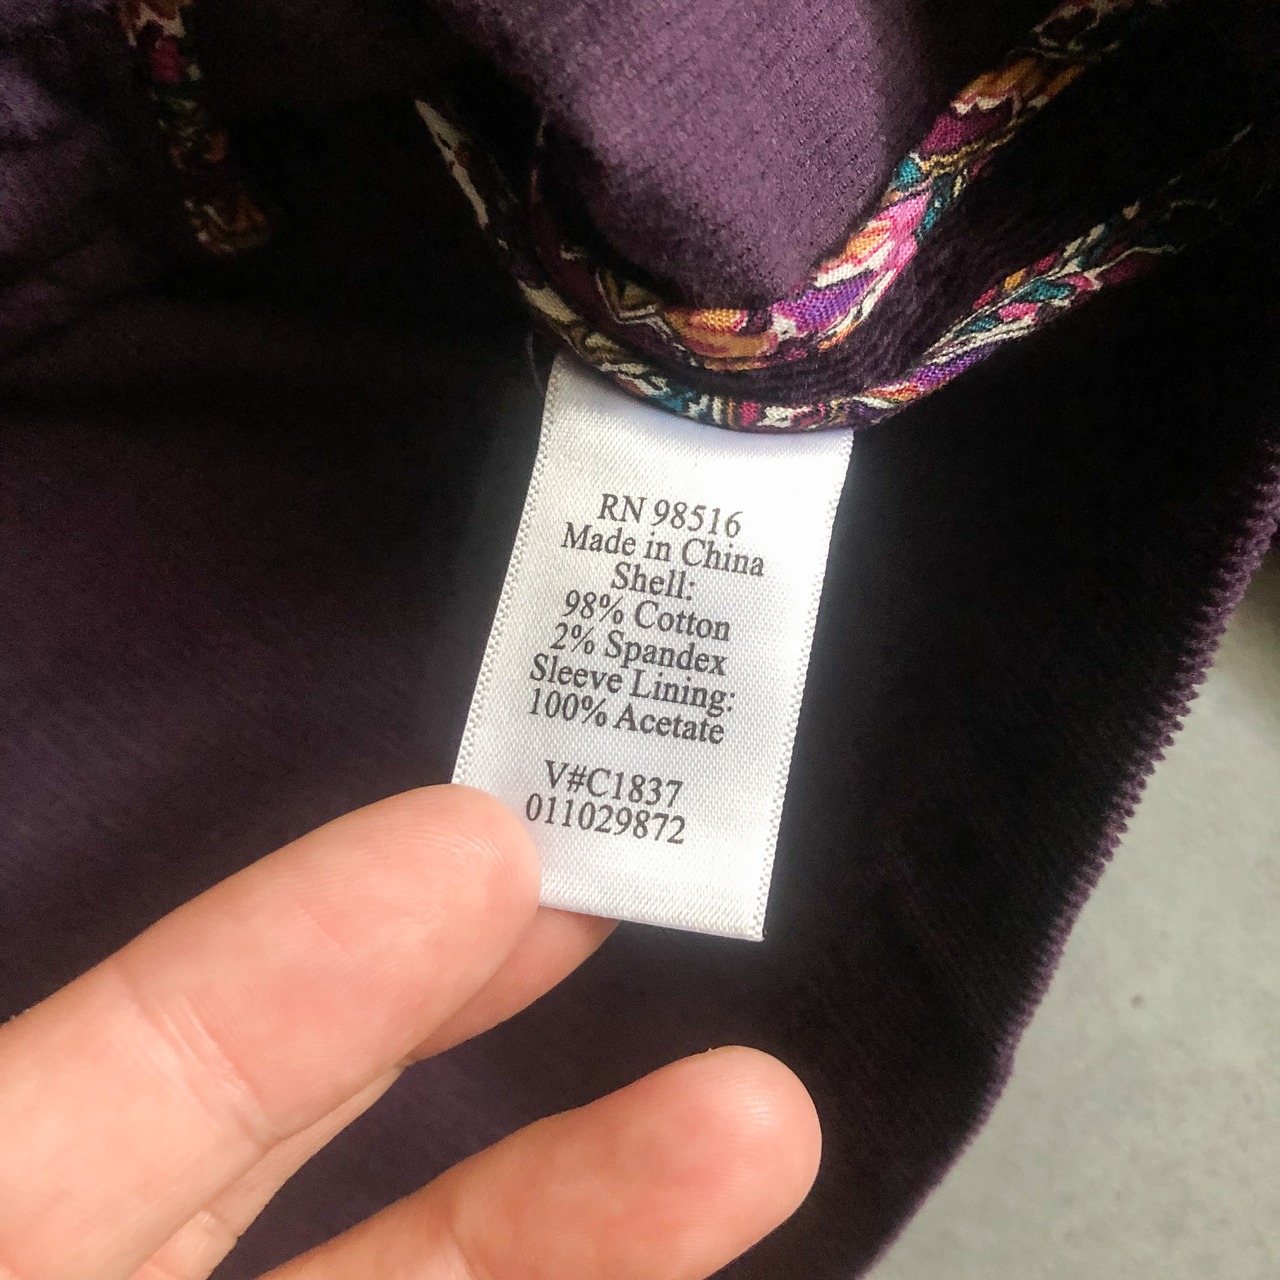 RN 98516
Made in China
Shell:
98% Cotton
2% Spandex
Sleeve Lining:
100% Acetate
V#C1837
011029872